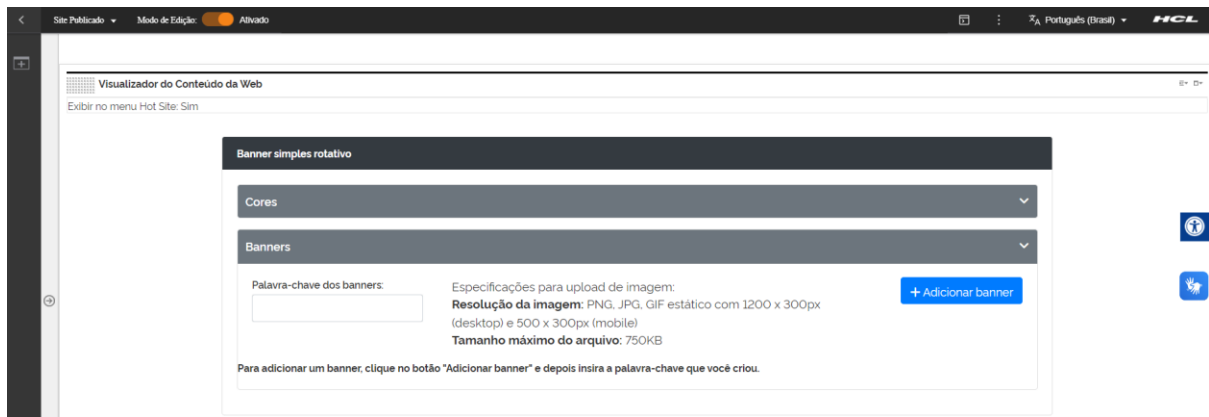 Site Publicado Modo de Edição: Ativado Português (Brasil) HCL
Visualizador do Conteúdo da Web
Exibir no menu Hot Site: Sim
Banner simples rotativo
Cores
Banners
Palavra-chave dos banners:
Especificações para upload de imagem:
Resolução da imagem: PNG, JPG, GIF estático com 1200 x 300px
(desktop) e 500 x 300px (mobile)
Tamanho máximo do arquivo: 750KB
+ Adicionar banner
Para adicionar um banner, clique no botão "Adicionar banner" e depois insira a palavra-chave que você criou.